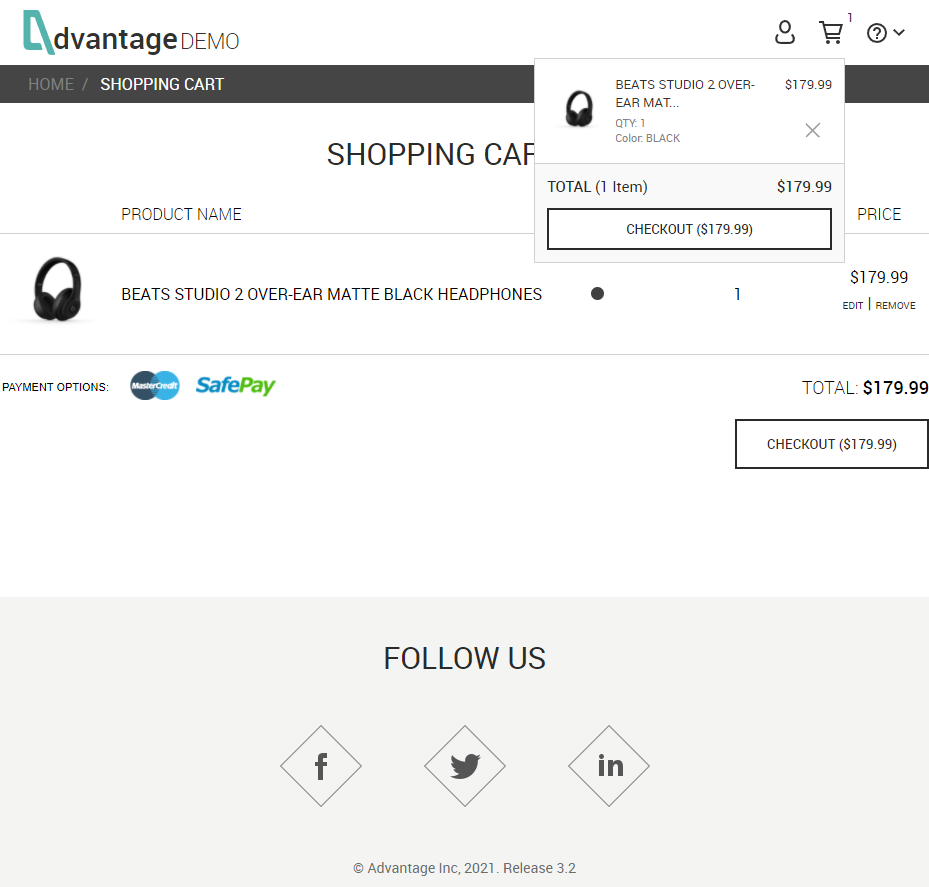 dvantage DEMO
1
HOME / SHOPPING CART
BEATS STUDIO 2 OVER-
EAR MAT...
$179.99
QTY: 1
Color: BLACK
TOTAL (1 Item) $179.99
CHECKOUT ($179.99)
SHOPPING CAR
PRODUCT NAME
PRICE
BEATS STUDIO 2 OVER-EAR MATTE BLACK HEADPHONES
1
$179.99
EDIT | REMOVE
PAYMENT OPTIONS:
MasterCredit
SafePay
TOTAL: $179.99
CHECKOUT ($179.99)
FOLLOW US
f
in
© Advantage Inc, 2021. Release 3.2